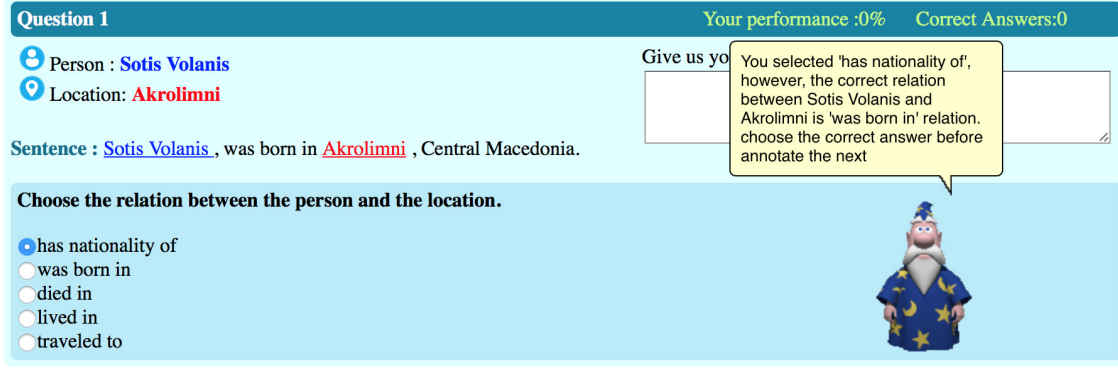 Question 1
Your performance :0% Correct Answers:0
Person : Sotis Volanis
Location: Akrolimni
Give us yo
You selected 'has nationality of',
however, the correct relation
between Sotis Volanis and
Akrolimni is 'was born in' relation.
choose the correct answer before
annotate the next
Sentence : Sotis Volanis , was born in Akrolimni , Central Macedonia.
Choose the relation between the person and the location.
has nationality of
was born in
died in
lived in
traveled to